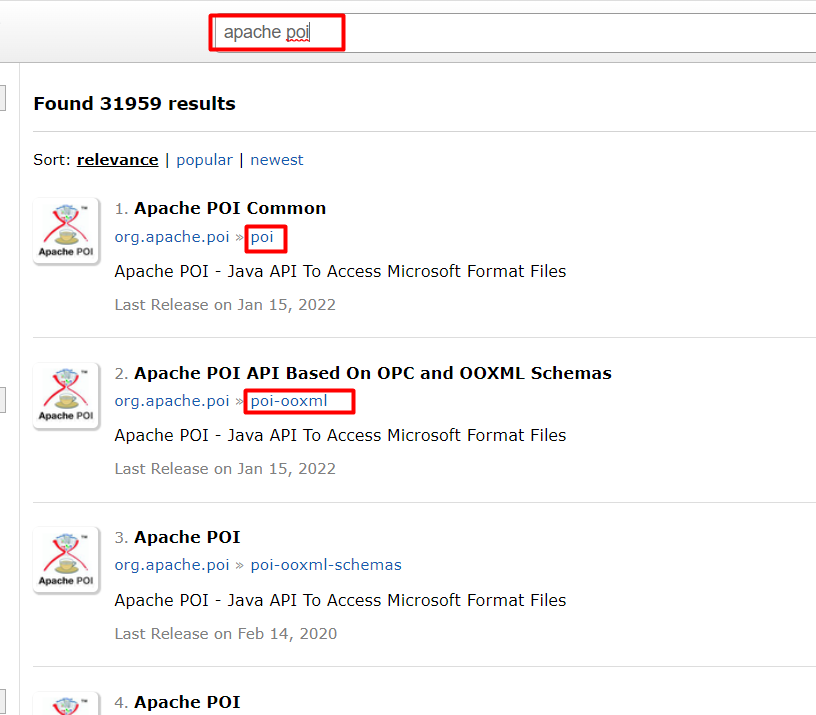 apache poi
Found 31959 results
Sort: relevance | popular | newest
Apache POI
1. Apache POI Common
org.apache.poi » poi
Apache POI - Java API To Access Microsoft Format Files
Last Release on Jan 15, 2022
Apache POI
2. Apache POI API Based On OPC and OOXML Schemas
org.apache.poi » poi-ooxml
Apache POI - Java API To Access Microsoft Format Files
Last Release on Jan 15, 2022
Apache POI
3. Apache POI
org.apache.poi » poi-ooxml-schemas
Apache POI - Java API To Access Microsoft Format Files
Last Release on Feb 14, 2020
4. Apache POI